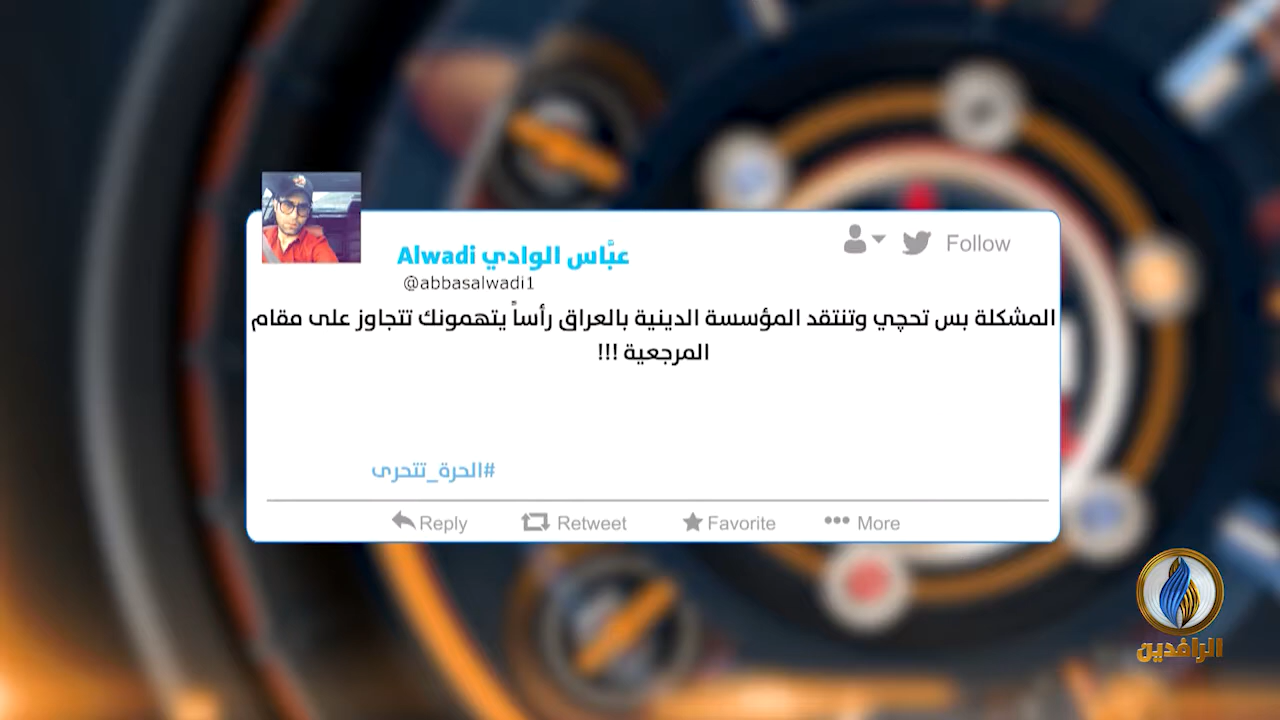 عبَّاس الوادي Alwadi
@abbasalwadi1
Follow
المشكلة بس تحچي وتنتقد المؤسسة الدينية بالعراق رأساً يتهمونك تتجاوز على مقام
المرجعية !!!
#الحرة_تتحرى
Reply Retweet Favorite More
الرافدين